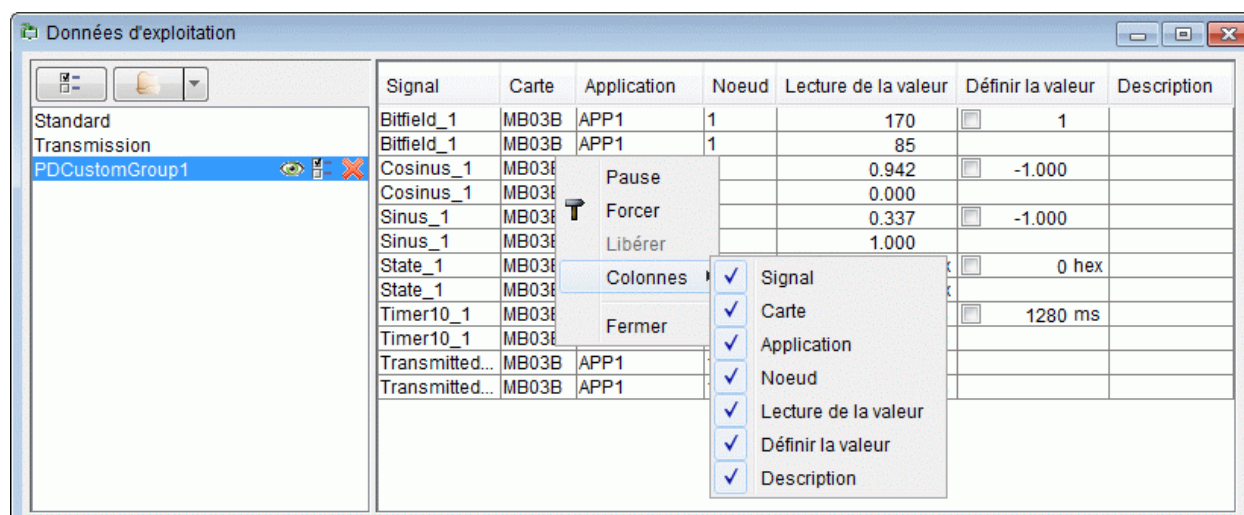 Données d'exploitation
Standard
Transmission
PDCustomGroup1
Signal Carte Application Noeud Lecture de la valeur Définir la valeur Description
Bitfield_1 MB03B APP1 1 170 1
Bitfield_1 MB03B APP1 1 85
Cosinus_1 0.942 -1.000
Cosinus_1 0.000
Sinus_1 0.337 -1.000
Sinus_1 1.000
State_1 0 hex
State_1
Timer10_1 1280 ms
Timer10_1
Transmitted... MB03B APP1
Transmitted... MB03B APP1
Pause
Forcer
Libérer
Colonnes
Fermer
Signal
Carte
Application
Noeud
Lecture de la valeur
Définir la valeur
Description